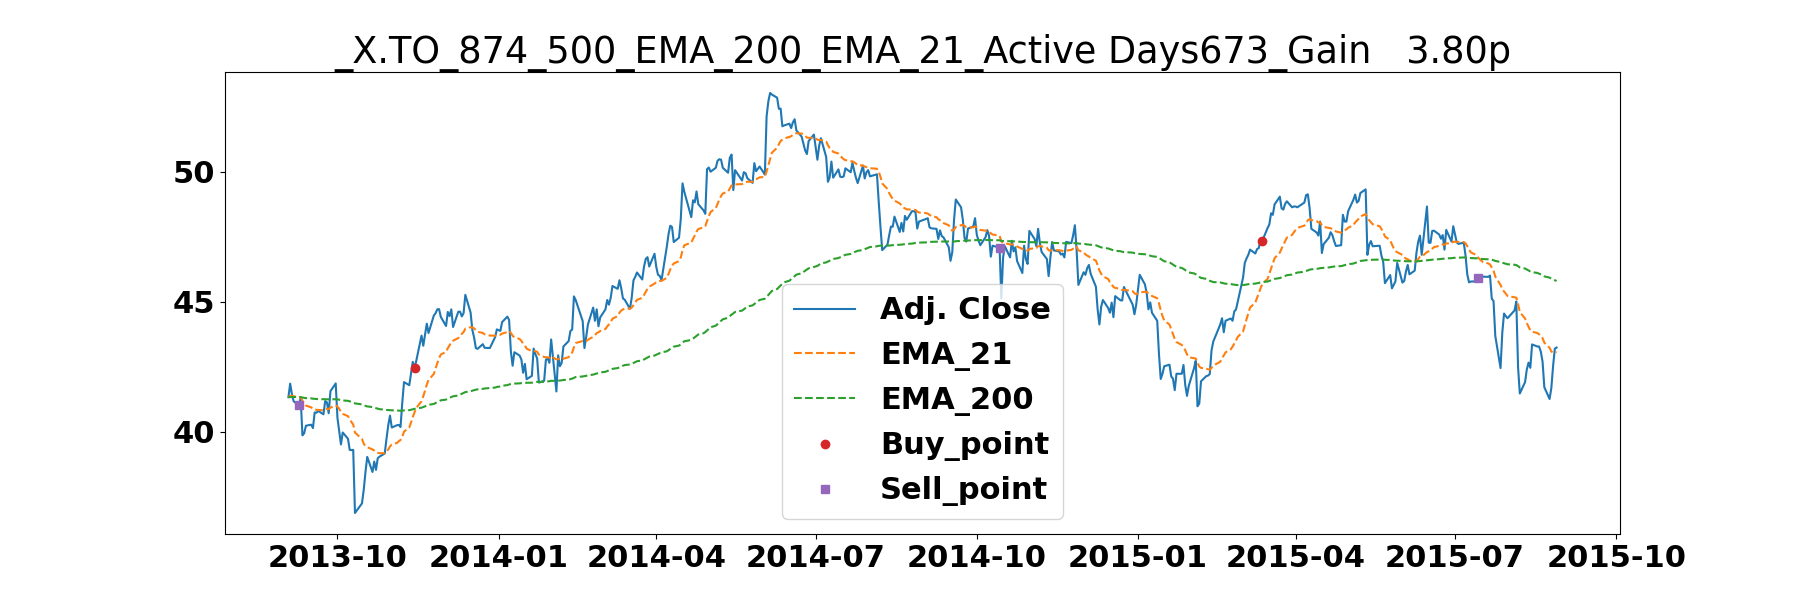 _X.TO_874_500_EMA_200_EMA_21_Active Days673_Gain   3.80p
50
45
40
Adj. Close
EMA_21
EMA_200
Buy_point
Sell_point
2013-10 2014-01 2014-04 2014-07 2014-10 2015-01 2015-04 2015-07 2015-10